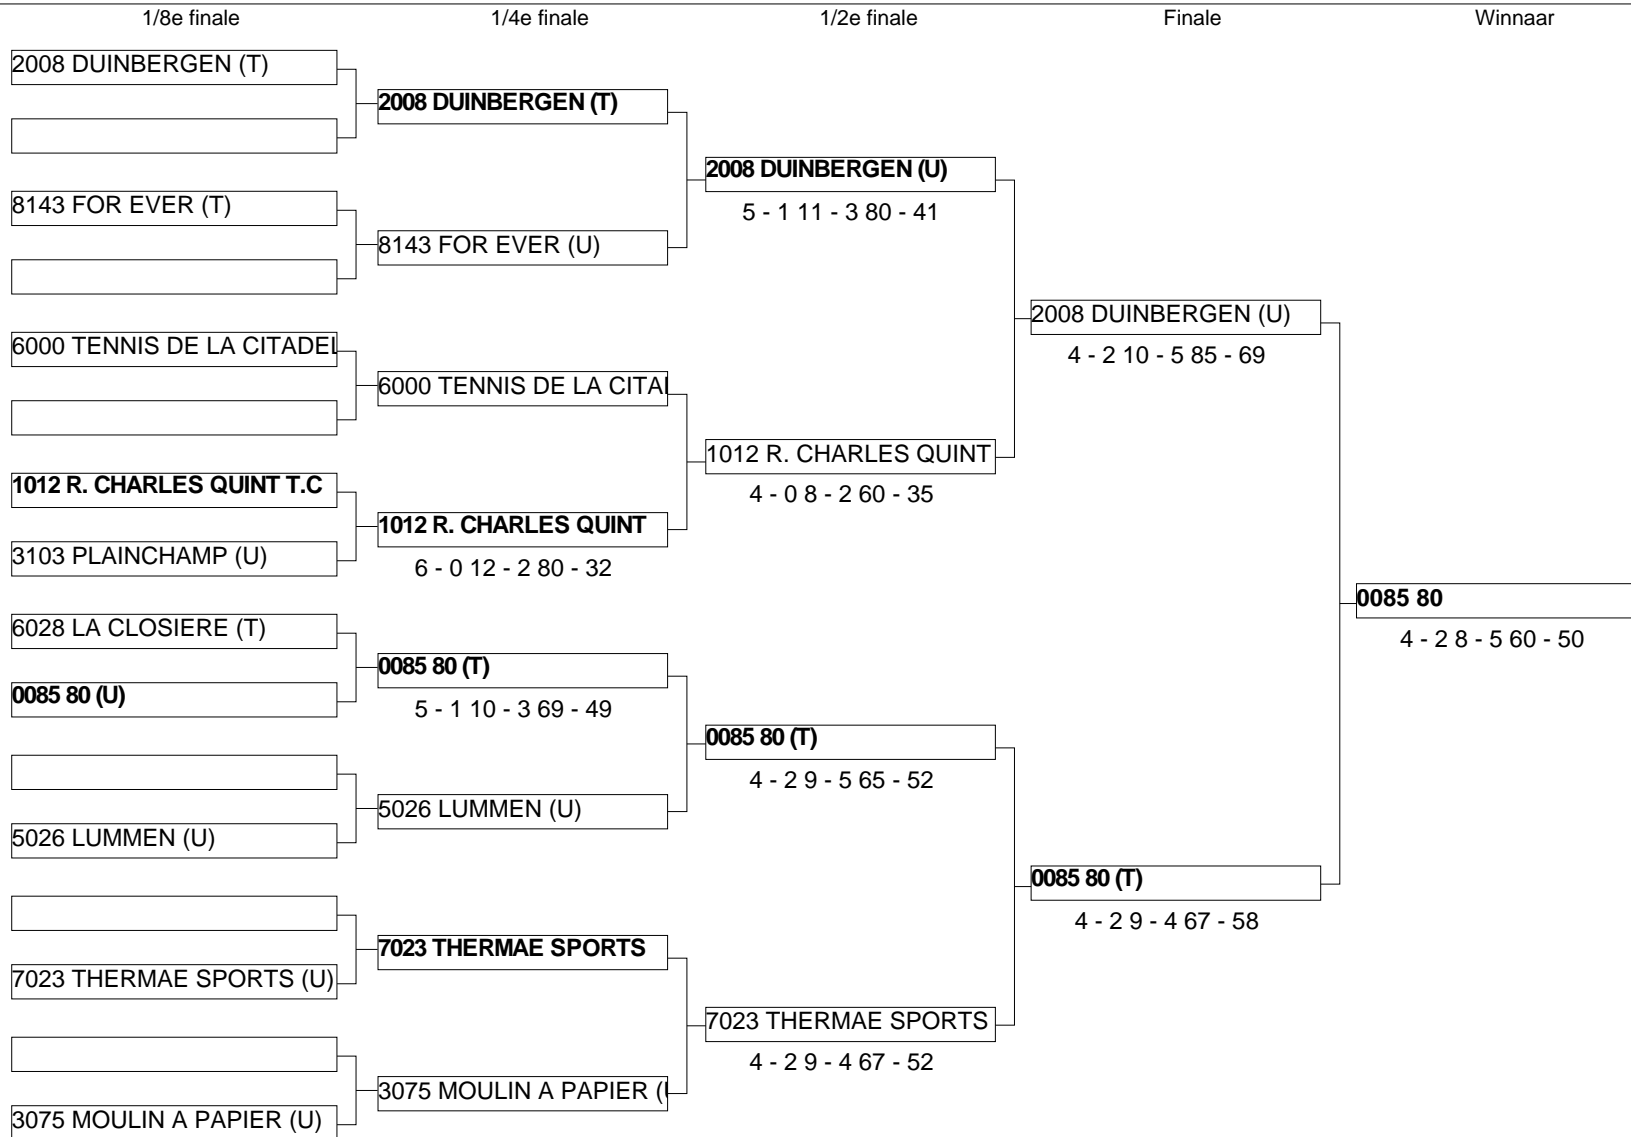 1/8e finale
1/4e finale
1/2e finale
Finale
Winnaar
2008 DUINBERGEN (T)
8143 FOR EVER (T)
6000 TENNIS DE LA CITADEL
1012 R. CHARLES QUINT T.C
3103 PLAINCHAMP (U)
6028 LA CLOSIERE (T)
0085 80 (U)
5026 LUMMEN (U)
7023 THERMAE SPORTS (U)
3075 MOULIN A PAPIER (U)
2008 DUINBERGEN (T)
8143 FOR EVER (U)
6000 TENNIS DE LA CITA
1012 R. CHARLES QUINT
6 - 0 12 - 2 80 - 32
0085 80 (T)
5 - 1 10 - 3 69 - 49
5026 LUMMEN (U)
7023 THERMAE SPORTS
3075 MOULIN A PAPIER (
2008 DUINBERGEN (U)
5 - 1 11 - 3 80 - 41
1012 R. CHARLES QUINT
4 - 0 8 - 2 60 - 35
0085 80 (T)
4 - 2 9 - 5 65 - 52
7023 THERMAE SPORTS
4 - 2 9 - 4 67 - 52
2008 DUINBERGEN (U)
4 - 2 10 - 5 85 - 69
0085 80 (T)
4 - 2 9 - 4 67 - 58
0085 80
4 - 2 8 - 5 60 - 50